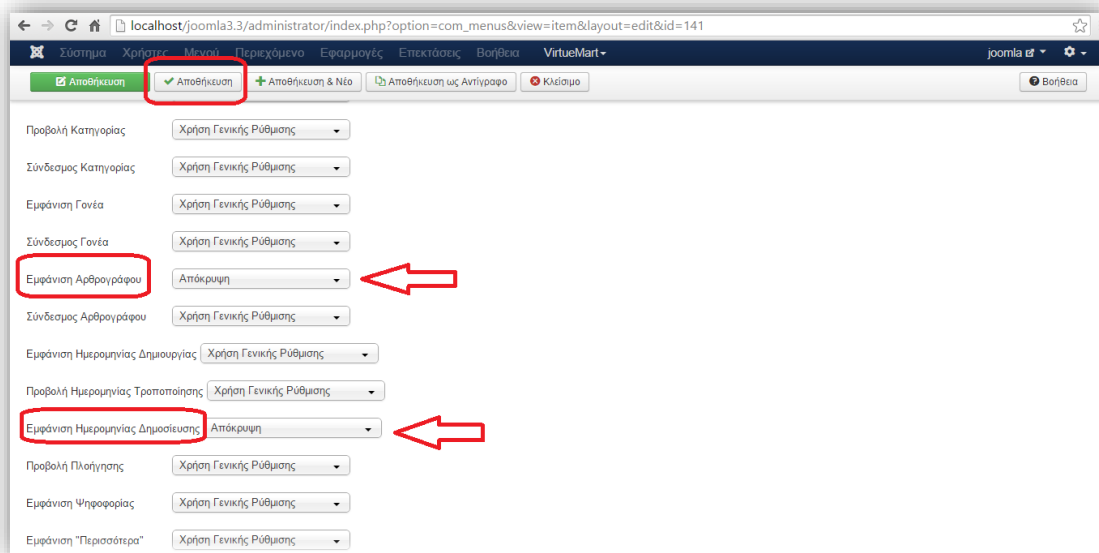 localhost/joomla3.3/administrator/index.php?option=com_menus&view=item&layout=edit&id=141
Σύστημα Χρήστες Μενού Περιεχόμενο Εφαρμογές Επεκτάσεις Βοήθεια VirtueMart joomla
Αποθήκευση Αποθήκευση Αποθήκευση & Νέο Αποθήκευση ως Αντίγραφο Κλείσιμο Βοήθεια
Προβολή Κατηγορίας Χρήση Γενικής Ρύθμισης
Σύνδεσμος Κατηγορίας Χρήση Γενικής Ρύθμισης
Εμφάνιση Γονέα Χρήση Γενικής Ρύθμισης
Σύνδεσμος Γονέα Χρήση Γενικής Ρύθμισης
Εμφάνιση Αρθρογράφου Απόκρυψη
Σύνδεσμος Αρθρογράφου Χρήση Γενικής Ρύθμισης
Εμφάνιση Ημερομηνίας Δημιουργίας Χρήση Γενικής Ρύθμισης
Προβολή Ημερομηνίας Τροποποίησης Χρήση Γενικής Ρύθμισης
Εμφάνιση Ημερομηνίας Δημοσίευσης Απόκρυψη
Προβολή Πλοήγησης Χρήση Γενικής Ρύθμισης
Εμφάνιση Ψηφοφορίας Χρήση Γενικής Ρύθμισης
Εμφάνιση "Περισσότερα" Χρήση Γενικής Ρύθμισης